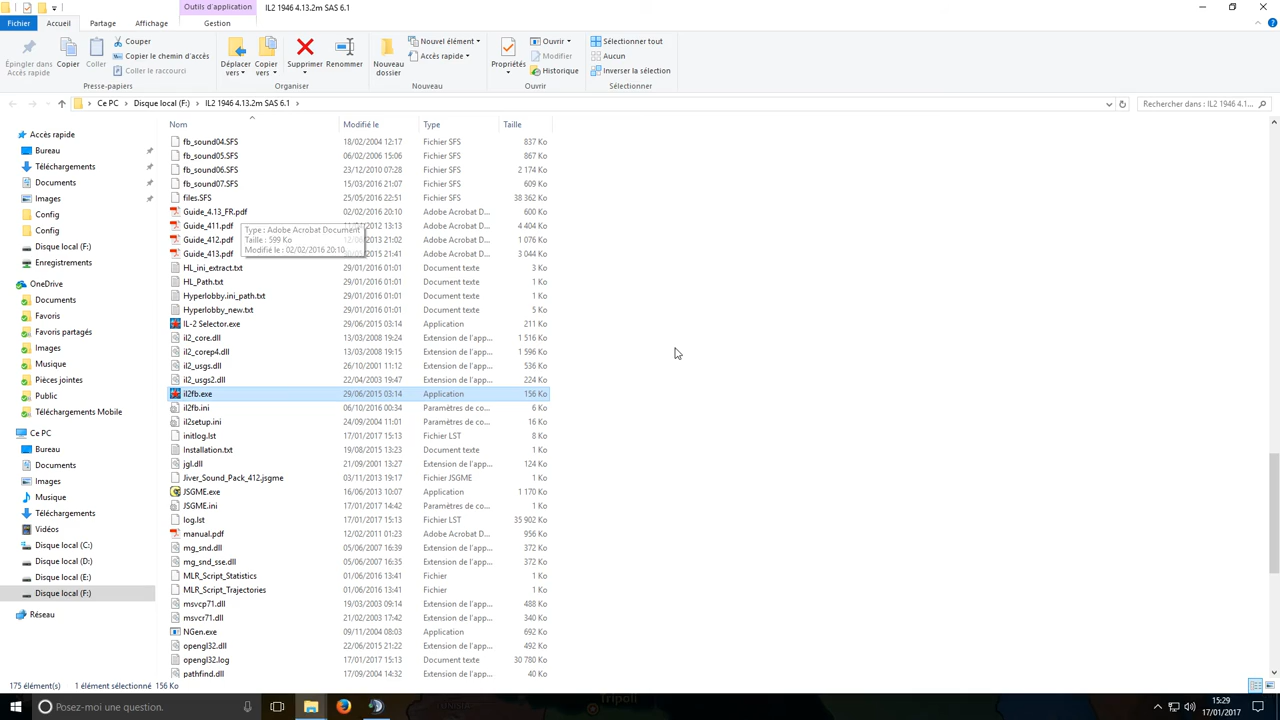 Outils d'application
IL2 1946 4.13.2m SAS 6.1
Fichier
Accueil
Partage
Affichage
Gestion
Épingler dans
Accès rapide
Copier
Coller
Couper
Copier le chemin d'accès
Coller le raccourci
Déplacer
vers
Copier
vers
Supprimer
Renommer
Nouveau
dossier
Nouvel élément
Accès rapide
Propriétés
Ouvrir
Modifier
Historique
Sélectionner tout
Aucun
Inverser la sélection
Presse-papiers
Organiser
Nouveau
Ouvrir
Sélectionner
Ce PC > Disque local (F:) > IL2 1946 4.13.2m SAS 6.1 >
Rechercher dans : IL2 1946 4.1...
Nom
Modifié le
Type
Taille
Accès rapide
Bureau
Téléchargements
Documents
Images
Config
Config
Disque local (F:)
Enregistrements
OneDrive
Documents
Favoris
Favoris partagés
Images
Musique
Pièces jointes
Public
Téléchargements Mobile
Ce PC
Bureau
Documents
Images
Musique
Téléchargements
Vidéos
Disque local (C:)
Disque local (D:)
Disque local (E:)
Disque local (F:)
Réseau
fb_sound04.SFS 18/02/2004 12:17 Fichier SFS 837 Ko
fb_sound05.SFS 06/02/2006 15:06 Fichier SFS 867 Ko
fb_sound06.SFS 23/12/2010 07:28 Fichier SFS 2 174 Ko
fb_sound07.SFS 15/03/2016 21:07 Fichier SFS 609 Ko
files.SFS 25/05/2016 22:51 Fichier SFS 38 362 Ko
Guide_4.13_FR.pdf 02/02/2016 20:10 Adobe Acrobat D... 600 Ko
Guide_411.pdf 2012 13:13 Adobe Acrobat D... 4 404 Ko
Guide_412.pdf 2013 21:02 Adobe Acrobat D... 1 076 Ko
Guide_413.pdf 2015 21:41 Adobe Acrobat D... 3 044 Ko
Type : Adobe Acrobat Document
Taille : 599 Ko
Modifié le : 02/02/2016 20:10
HL_ini_extract.txt 29/01/2016 01:01 Document texte 1 Ko
HL_Path.txt 29/01/2016 01:01 Document texte 1 Ko
Hyperlobby.ini_path.txt 29/01/2016 01:01 Document texte 1 Ko
Hyperlobby_new.txt 29/01/2016 01:01 Document texte 5 Ko
IL-2 Selector.exe 29/06/2015 03:14 Application 211 Ko
il2_core.dll 13/03/2008 19:24 Extension de l'app... 1 516 Ko
il2_corep4.dll 13/03/2008 19:15 Extension de l'app... 1 596 Ko
il2_usgs.dll 26/10/2001 11:12 Extension de l'app... 536 Ko
il2_usgs2.dll 22/04/2003 19:47 Extension de l'app... 224 Ko
il2fb.exe 29/06/2015 03:14 Application 156 Ko
il2fb.ini 06/10/2016 00:34 Paramètres de co... 6 Ko
il2setup.ini 24/09/2004 11:01 Paramètres de co... 16 Ko
initlog.lst 17/01/2017 15:13 Fichier LST 8 Ko
Installation.txt 19/08/2015 13:23 Document texte 1 Ko
jgl.dll 21/09/2001 13:27 Extension de l'app... 124 Ko
Jiver_Sound_Pack_412.jsgme 03/11/2013 19:17 Fichier JSGME 1 Ko
JSGME.exe 16/06/2013 10:07 Application 1 170 Ko
JSGME.ini 17/01/2017 14:42 Paramètres de co... 1 Ko
log.lst 17/01/2017 15:13 Fichier LST 35 902 Ko
manual.pdf 12/02/2011 01:23 Adobe Acrobat D... 956 Ko
mg_snd.dll 05/06/2007 16:39 Extension de l'app... 372 Ko
mg_snd_sse.dll 05/06/2007 16:35 Extension de l'app... 372 Ko
MLR_Script_Statistics 01/06/2016 13:41 Fichier 1 Ko
MLR_Script_Trajectories 01/06/2016 13:41 Fichier 1 Ko
msvcp71.dll 19/03/2003 09:14 Extension de l'app... 488 Ko
msvcr71.dll 21/02/2003 17:42 Extension de l'app... 340 Ko
NGen.exe 09/11/2004 08:03 Application 692 Ko
opengl32.dll 22/06/2015 21:22 Extension de l'app... 492 Ko
opengl32.log 17/01/2017 15:13 Document texte 30 780 Ko
pathfind.dll 17/09/2004 14:32 Extension de l'app... 40 Ko
175 élément(s) 1 élément sélectionné 156 Ko
Posez-moi une question.
Tripoli
15:29
17/01/2017